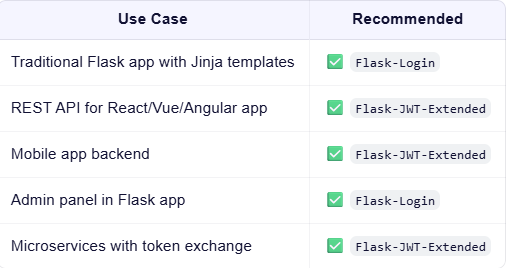 Use Case Recommended
Traditional Flask app with Jinja templates ✅ Flask-Login
REST API for React/Vue/Angular app ✅ Flask-JWT-Extended
Mobile app backend ✅ Flask-JWT-Extended
Admin panel in Flask app ✅ Flask-Login
Microservices with token exchange ✅ Flask-JWT-Extended